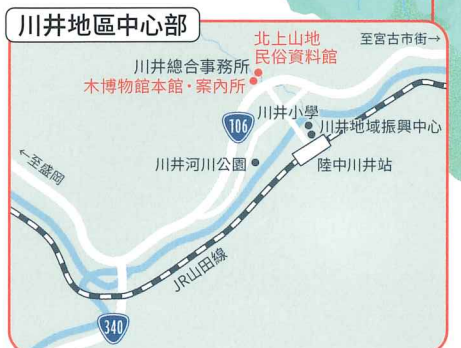 川井地區中心部
北上山地
民俗資料館
至宮古市街→
川井總合事務所
木博物館本館・案內所
106
川井小學
川井地域振興中心
川井河川公園
陸中川井站
←至盛岡
JR山田線
340